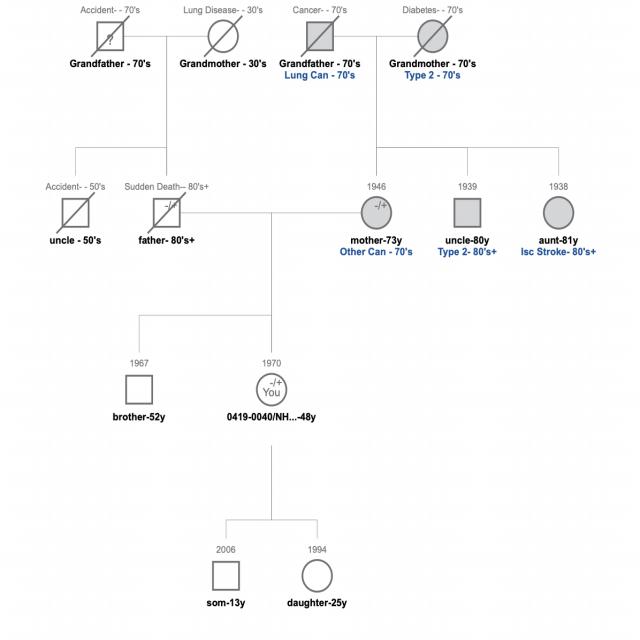 Accident- - 70's
Lung Disease- - 30's
Cancer- - 70's
Diabetes- - 70's
?
Grandfather - 70's
Grandmother - 30's
Grandfather - 70's
Lung Can - 70's
Grandmother - 70's
Type 2 - 70's
Accident- - 50's
Sudden Death-- 80's+
1946
1939
1938
-/+
-/+
uncle - 50's
father- 80's+
mother-73y
Other Can - 70's
uncle-80y
Type 2- 80's+
aunt-81y
Isc Stroke- 80's+
1967
1970
-/+
You
brother-52y
0419-0040/NH...-48y
2006
1994
som-13y
daughter-25y